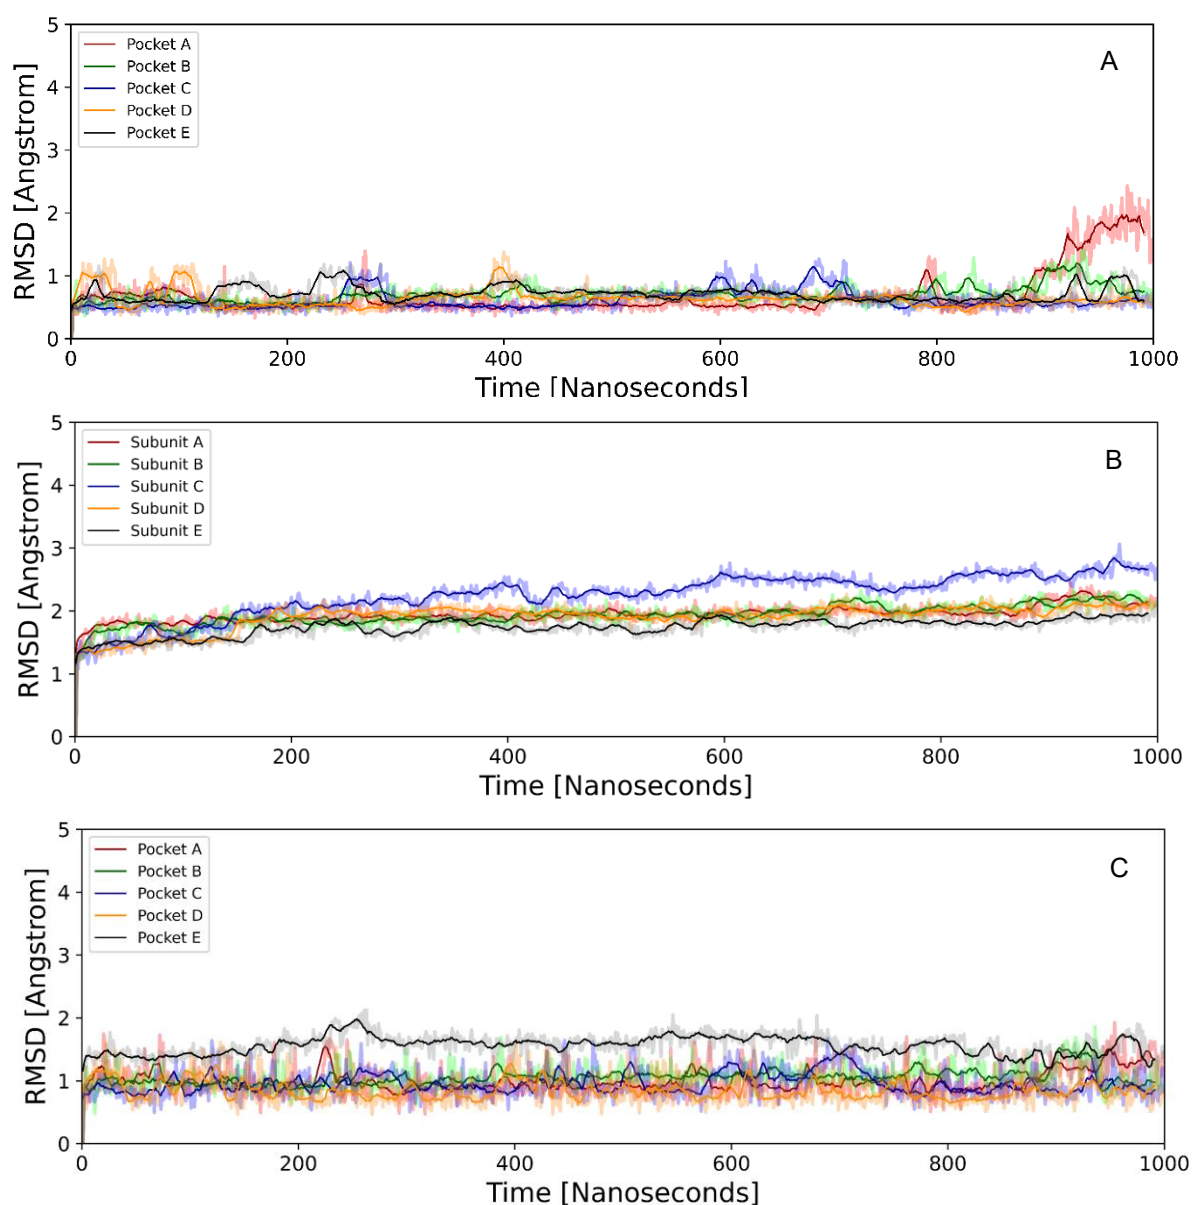 5
Pocket A
Pocket B
Pocket C
Pocket D
Pocket E
A
4
3
2
1
0
RMSD [Angstrom]
0 200 400 600 800 1000
Time [Nanoseconds]
5
Subunit A
Subunit B
Subunit C
Subunit D
Subunit E
B
4
3
2
1
0
RMSD [Angstrom]
0 200 400 600 800 1000
Time [Nanoseconds]
5
Pocket A
Pocket B
Pocket C
Pocket D
Pocket E
C
4
3
2
1
0
RMSD [Angstrom]
0 200 400 600 800 1000
Time [Nanoseconds]